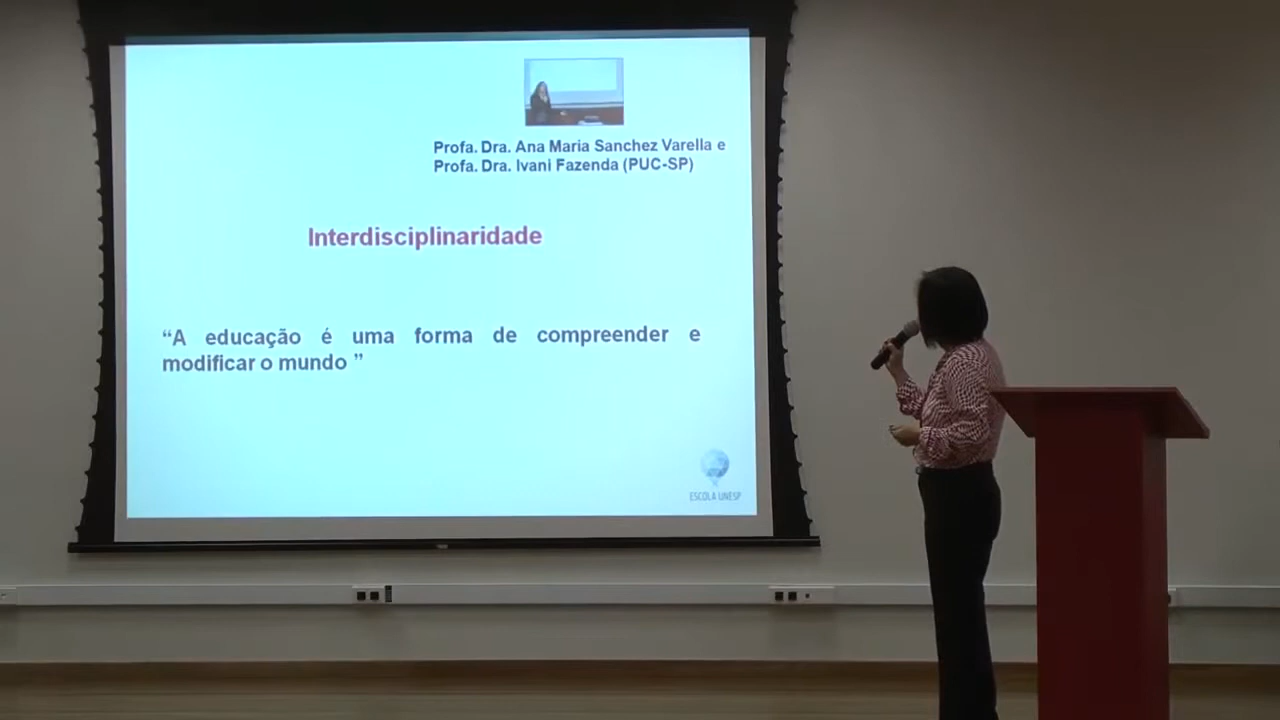 Profa. Dra. Ana Maria Sanchez Varella e
Profa. Dra. Ivani Fazenda (PUC-SP)
Interdisciplinaridade
“A educação é uma forma de compreender e
modificar o mundo ”
ESCOLA UNESP